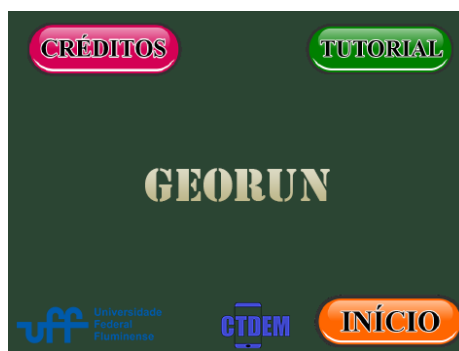 CRÉDITOS
TUTORIAL
GEORUN
uff
Universidade
Federal
Fluminense
CTDEM
INÍCIO